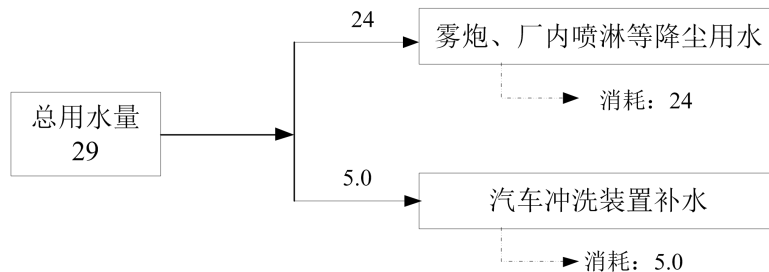 24
雾炮、厂内喷淋等降尘用水
消耗：24
总用水量
29
5.0
汽车冲洗装置补水
消耗：5.0